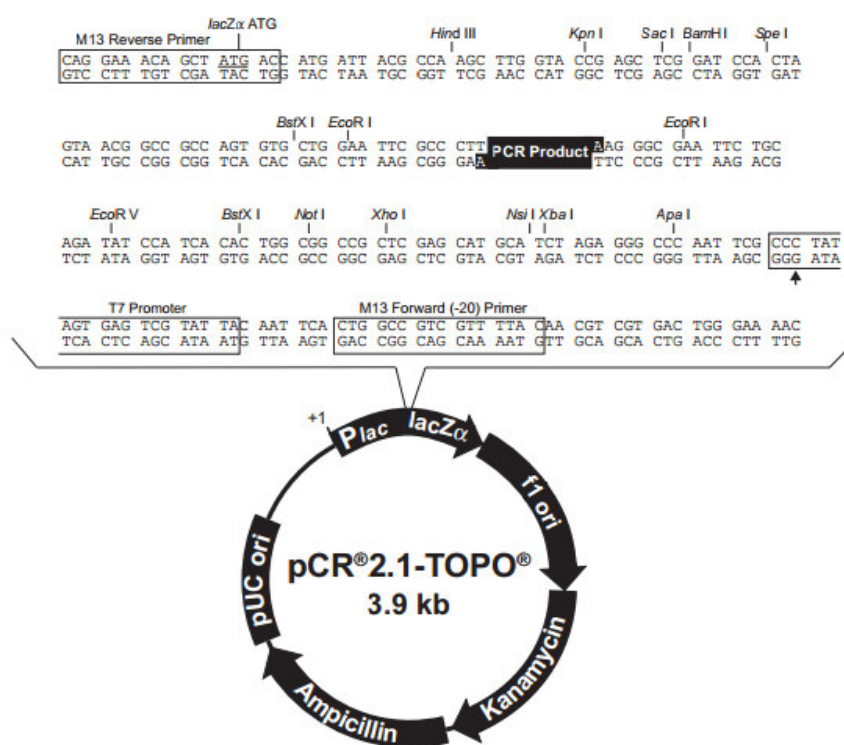 lacZα ATG
M13 Reverse Primer Hind III Kpn I Sac I BamH I Spe I
CAG GAA ACA GCT ATG ACC ATG ATT ACG CCA AGC TTG GTA CCG AGC TCG GAT CCA CTA
GTC CTT TGT CGA TAC TGG TAC TAA TGC GGT TCG AAC CAT GGC TCG AGC CTA GGT GAT
BstX I EcoR I EcoR I
GTA ACG GCC GCC AGT GTG CTG GAA TTC GCC CTT PCR Product AAG GGC GAA TTC TGC
CAT TGC CGG CGG TCA CAC GAC CTT AAG CGG GAA TTC CCG CTT AAG ACG
EcoR V BstX I Not I Xho I Nsi I Xba I Apa I
AGA TAT CCA TCA CAC TGG CGG CCG CTC GAG CAT GCA TCT AGA GGG CCC AAT TCG CCC TAT
TCT ATA GGT AGT GTG ACC GCC GGC GAG CTC GTA CGT AGA TCT CCC GGG TTA AGC GGG ATA
T7 Promoter M13 Forward (-20) Primer
AGT GAG TCG TAT TAC AAT TCA CTG GCC GTC GTT TTA CAA CGT CGT GAC TGG GAA AAC
TCA CTC AGC ATA ATG TTA AGT GAC CGG CAG CAA AAT GTT GCA GCA CTG ACC CTT TTG
+1
Plac lacZα
f1 ori
pUC ori
pCR®2.1-TOPO®
3.9 kb
Kanamycin
Ampicillin